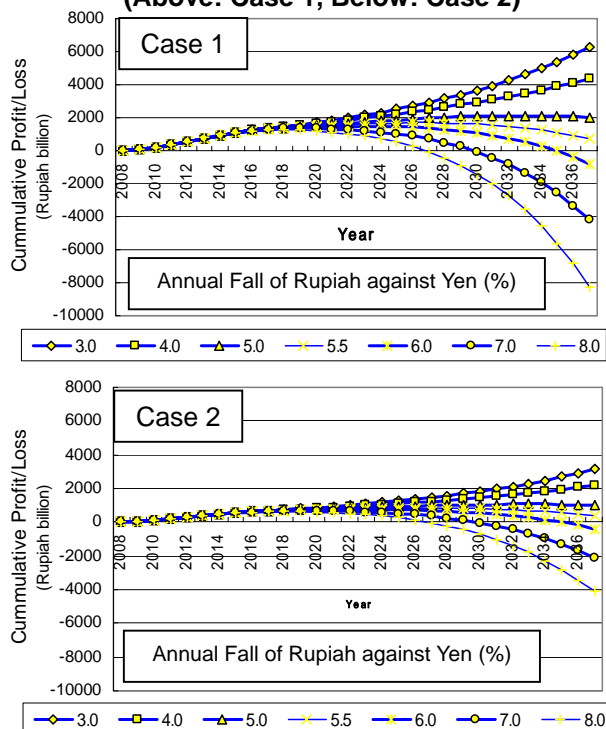 (Above: Case 1, Below: Case 2)
Case 1
Cummulative Profit/Loss
(Rupiah billion)
8000
6000
4000
2000
0
-2000
-4000
-6000
-8000
-10000
2008 2010 2012 2014 2016 2018 2020 2022 2024 2026 2028 2030 2032 2034 2036
Year
Annual Fall of Rupiah against Yen (%)
3.0 4.0 5.0 5.5 6.0 7.0 8.0
Case 2
Cummulative Profit/Loss
(Rupiah billion)
8000
6000
4000
2000
0
-2000
-4000
-6000
-8000
-10000
2008 2010 2012 2014 2016 2018 2020 2022 2024 2026 2028 2030 2032 2034 2036
Year
Annual Fall of Rupiah against Yen (%)
3.0 4.0 5.0 5.5 6.0 7.0 8.0